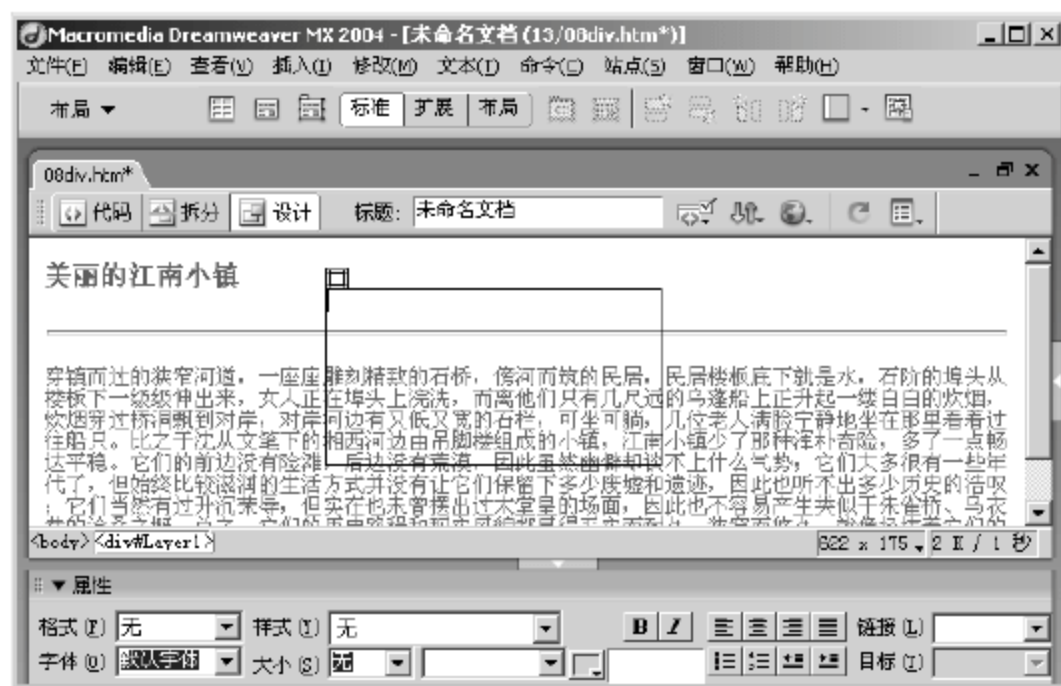 Macromedia Dreamweaver MX 2004 - [未命名文档 (13/08div.htm*)]
文件(F) 编辑(E) 查看(V) 插入(I) 修改(M) 文本(T) 命令(C) 站点(S) 窗口(W) 帮助(H)
布局 标准 扩展 布局
08div.htm*
代码 拆分 设计 标题: 未命名文档
美丽的江南小镇
穿镇而过的狭窄河道，一座座雕刻精致的石桥，傍河而筑的民居，民居楼板底下就是水，石阶的埠头从
楼板下一级级伸出来，女人正在埠头上浣洗，而离他们只有几尺远的乌篷船上正升起一缕白白的炊烟，
炊烟穿过桥洞飘到对岸，对岸河边有又低又宽的石栏，可坐可躺，几位老人满脸宁静地坐在那里看着过
往船只。比之于沈从文笔下的湘西河边由吊脚楼组成的小镇，江南小镇少了那种浑朴奇险，多了一点畅
达平稳。它们的前边没有险滩，后边没有荒漠，因此虽然幽僻却谈不上什么气势；它们大多很有一些年
代了，但始终比较滋润的生活方式并没有让它们保留下多少废墟和遗迹，因此也听不出多少历史的浩叹
；它们当然有过升沉荣辱，但实在也未曾摆出过太堂皇的场面，因此也不容易产生类似于朱雀桥、乌衣
<body> <div#Layer1> 622 x 175 2 K / 1 秒
属性
格式(F) 无 样式(Y) 无 B I 链接(L)
字体(O) 默认字体 大小(S) 无 目标(T)